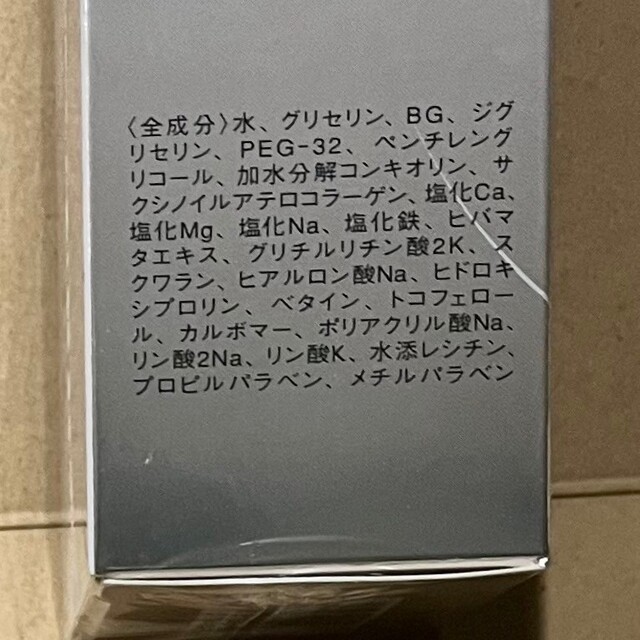 〈全成分〉水、グリセリン、BG、ジグ
リセリン、PEG-32、ペンチレング
リコール、加水分解コンキオリン、サ
クシノイルアテロコラーゲン、塩化Ca、
塩化Mg、塩化Na、塩化鉄、ヒバマ
タエキス、グリチルリチン酸2K、ス
クワラン、ヒアルロン酸Na、ヒドロキ
シプロリン、ベタイン、トコフェロー
ル、カルボマー、ポリアクリル酸Na、
リン酸2Na、リン酸K、水添レシチン、
プロピルパラベン、メチルパラベン